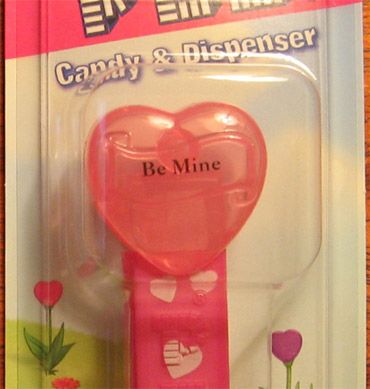 Candy & Dispenser
Be Mine